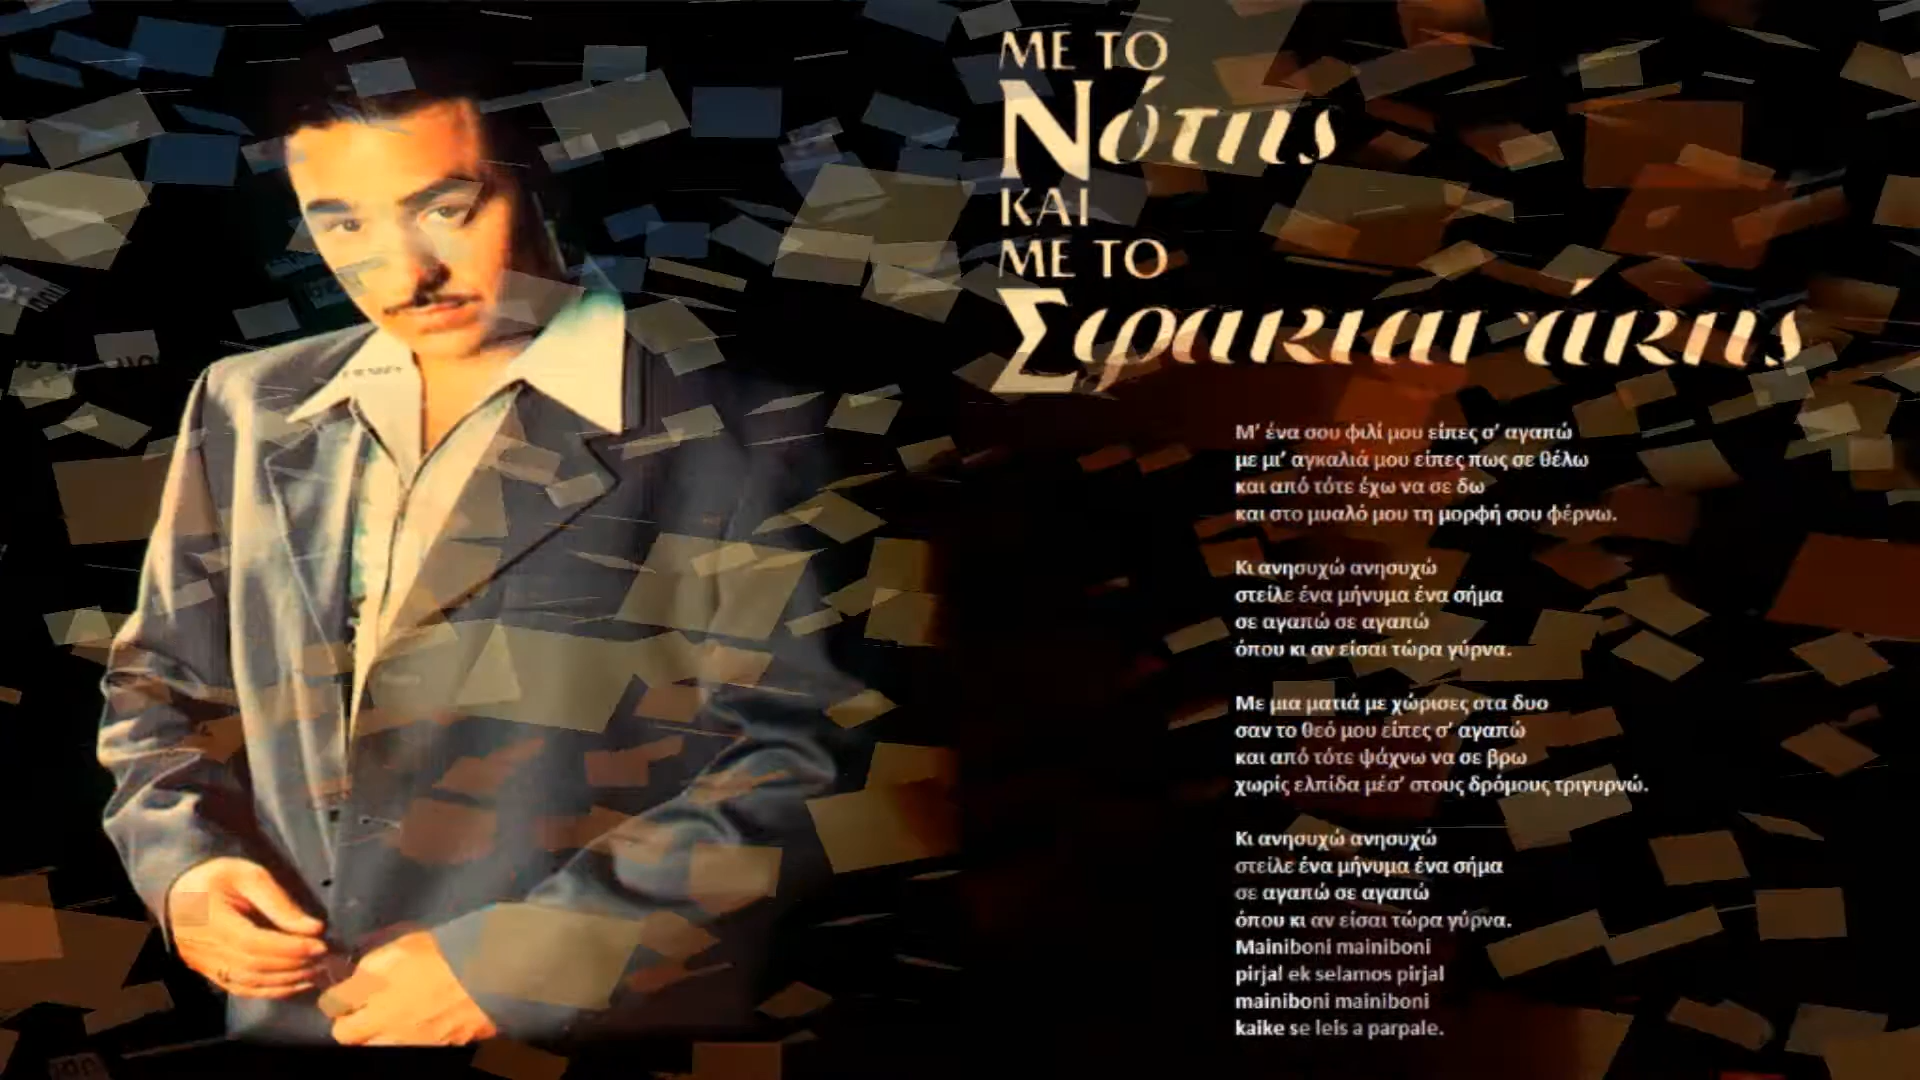 ΜΕ ΤΟ
Νότης
ΚΑΙ
ΜΕ ΤΟ
Σφακιανάκης
Μ’ ένα σου φιλί μου είπες σ’ αγαπώ
με μι’ αγκαλιά μου είπες πως σε θέλω
και από τότε έχω να σε δω
και στο μυαλό μου τη μορφή σου φέρνω.
Κι ανησυχώ ανησυχώ
στείλε ένα μήνυμα ένα σήμα
σε αγαπώ σε αγαπώ
όπου κι αν είσαι τώρα γύρνα.
Με μια ματιά με χώρισες στα δυο
σαν το θεό μου είπες σ’ αγαπώ
και από τότε ψάχνω να σε βρω
χωρίς ελπίδα μέσ’ στους δρόμους τριγυρνώ.
Κι ανησυχώ ανησυχώ
στείλε ένα μήνυμα ένα σήμα
σε αγαπώ σε αγαπώ
όπου κι αν είσαι τώρα γύρνα.
Mainiboni mainiboni
pirjal ek selamos pirjal
mainiboni mainiboni
kaike se leis a parpale.